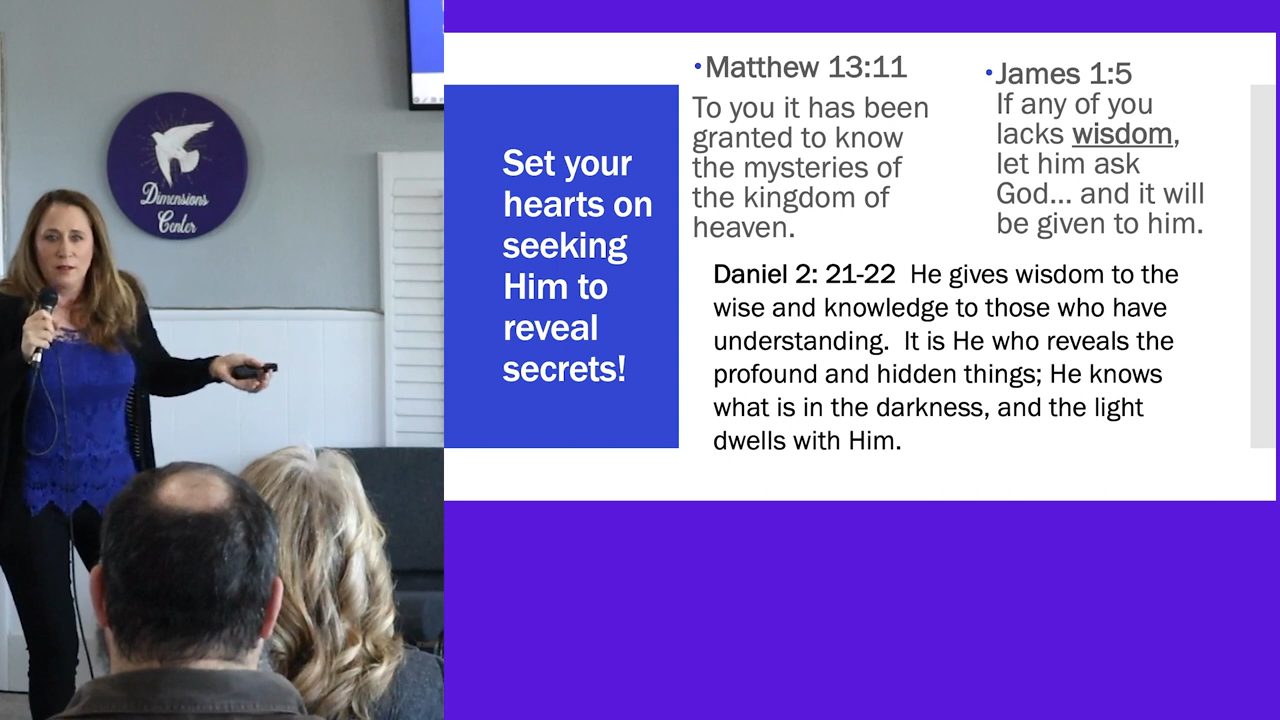 Dimensions
Center
Set your
hearts on
seeking
Him to
reveal
secrets!
•Matthew 13:11
To you it has been
granted to know
the mysteries of
the kingdom of
heaven.
•James 1:5
If any of you
lacks wisdom,
let him ask
God... and it will
be given to him.
Daniel 2: 21-22  He gives wisdom to the
wise and knowledge to those who have
understanding.  It is He who reveals the
profound and hidden things; He knows
what is in the darkness, and the light
dwells with Him.